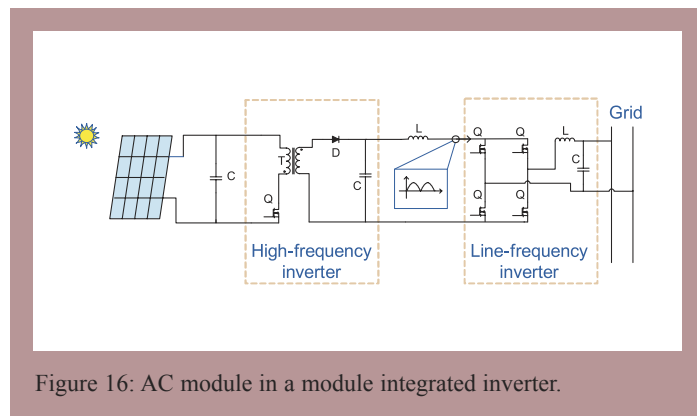 Grid
L
Q
Q
L
T
D
C
C
C
Q
Q
Q
High-frequency
inverter
Line-frequency
inverter
Figure 16: AC module in a module integrated inverter.